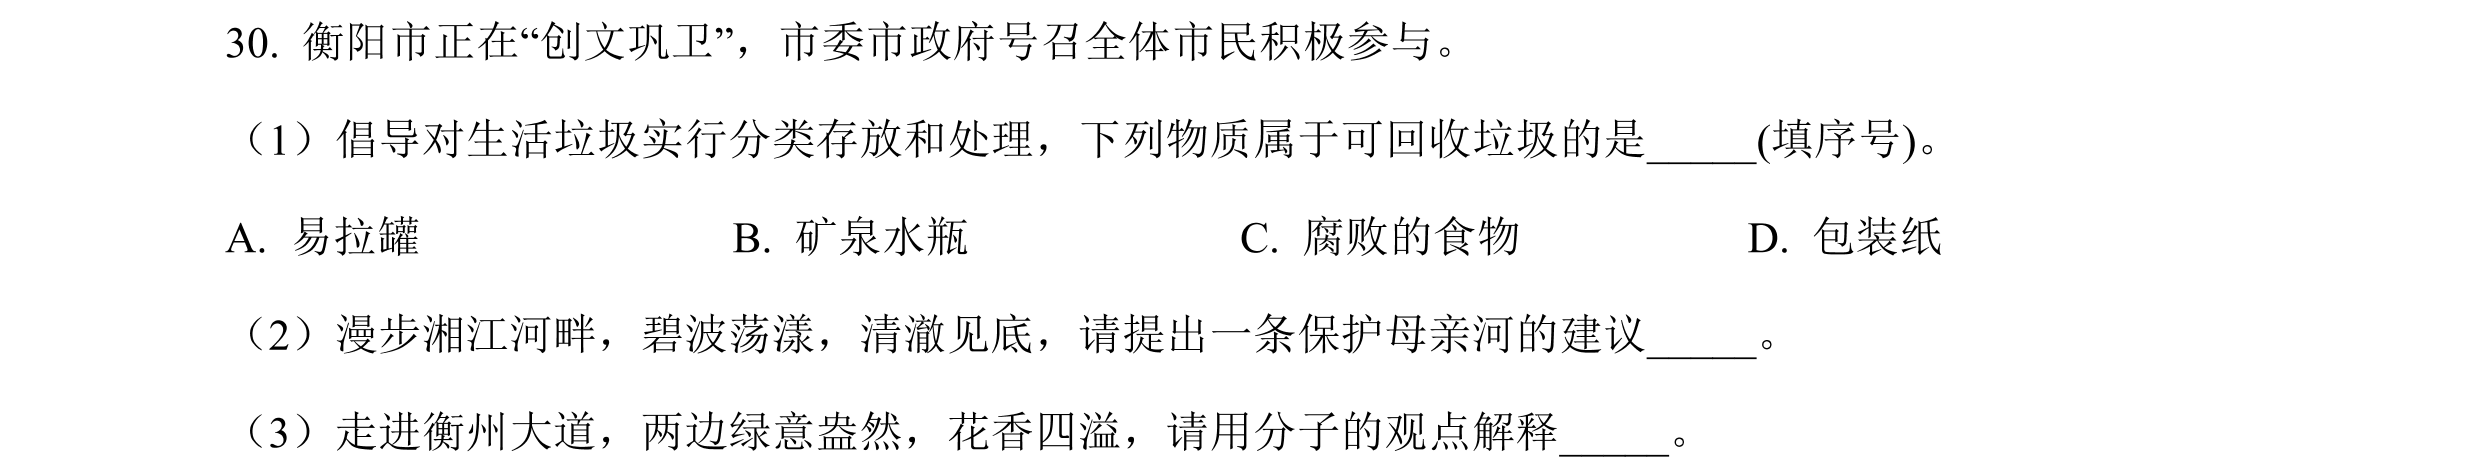 30. 衡阳市正在“创文巩卫”，市委市政府号召全体市民积极参与。
（1）倡导对生活垃圾实行分类存放和处理，下列物质属于可回收垃圾的是_____(填序号)。
A. 易拉罐 B. 矿泉水瓶 C. 腐败的食物 D. 包装纸
（2）漫步湘江河畔，碧波荡漾，清澈见底，请提出一条保护母亲河的建议_____。
（3）走进衡州大道，两边绿意盎然，花香四溢，请用分子的观点解释_____。